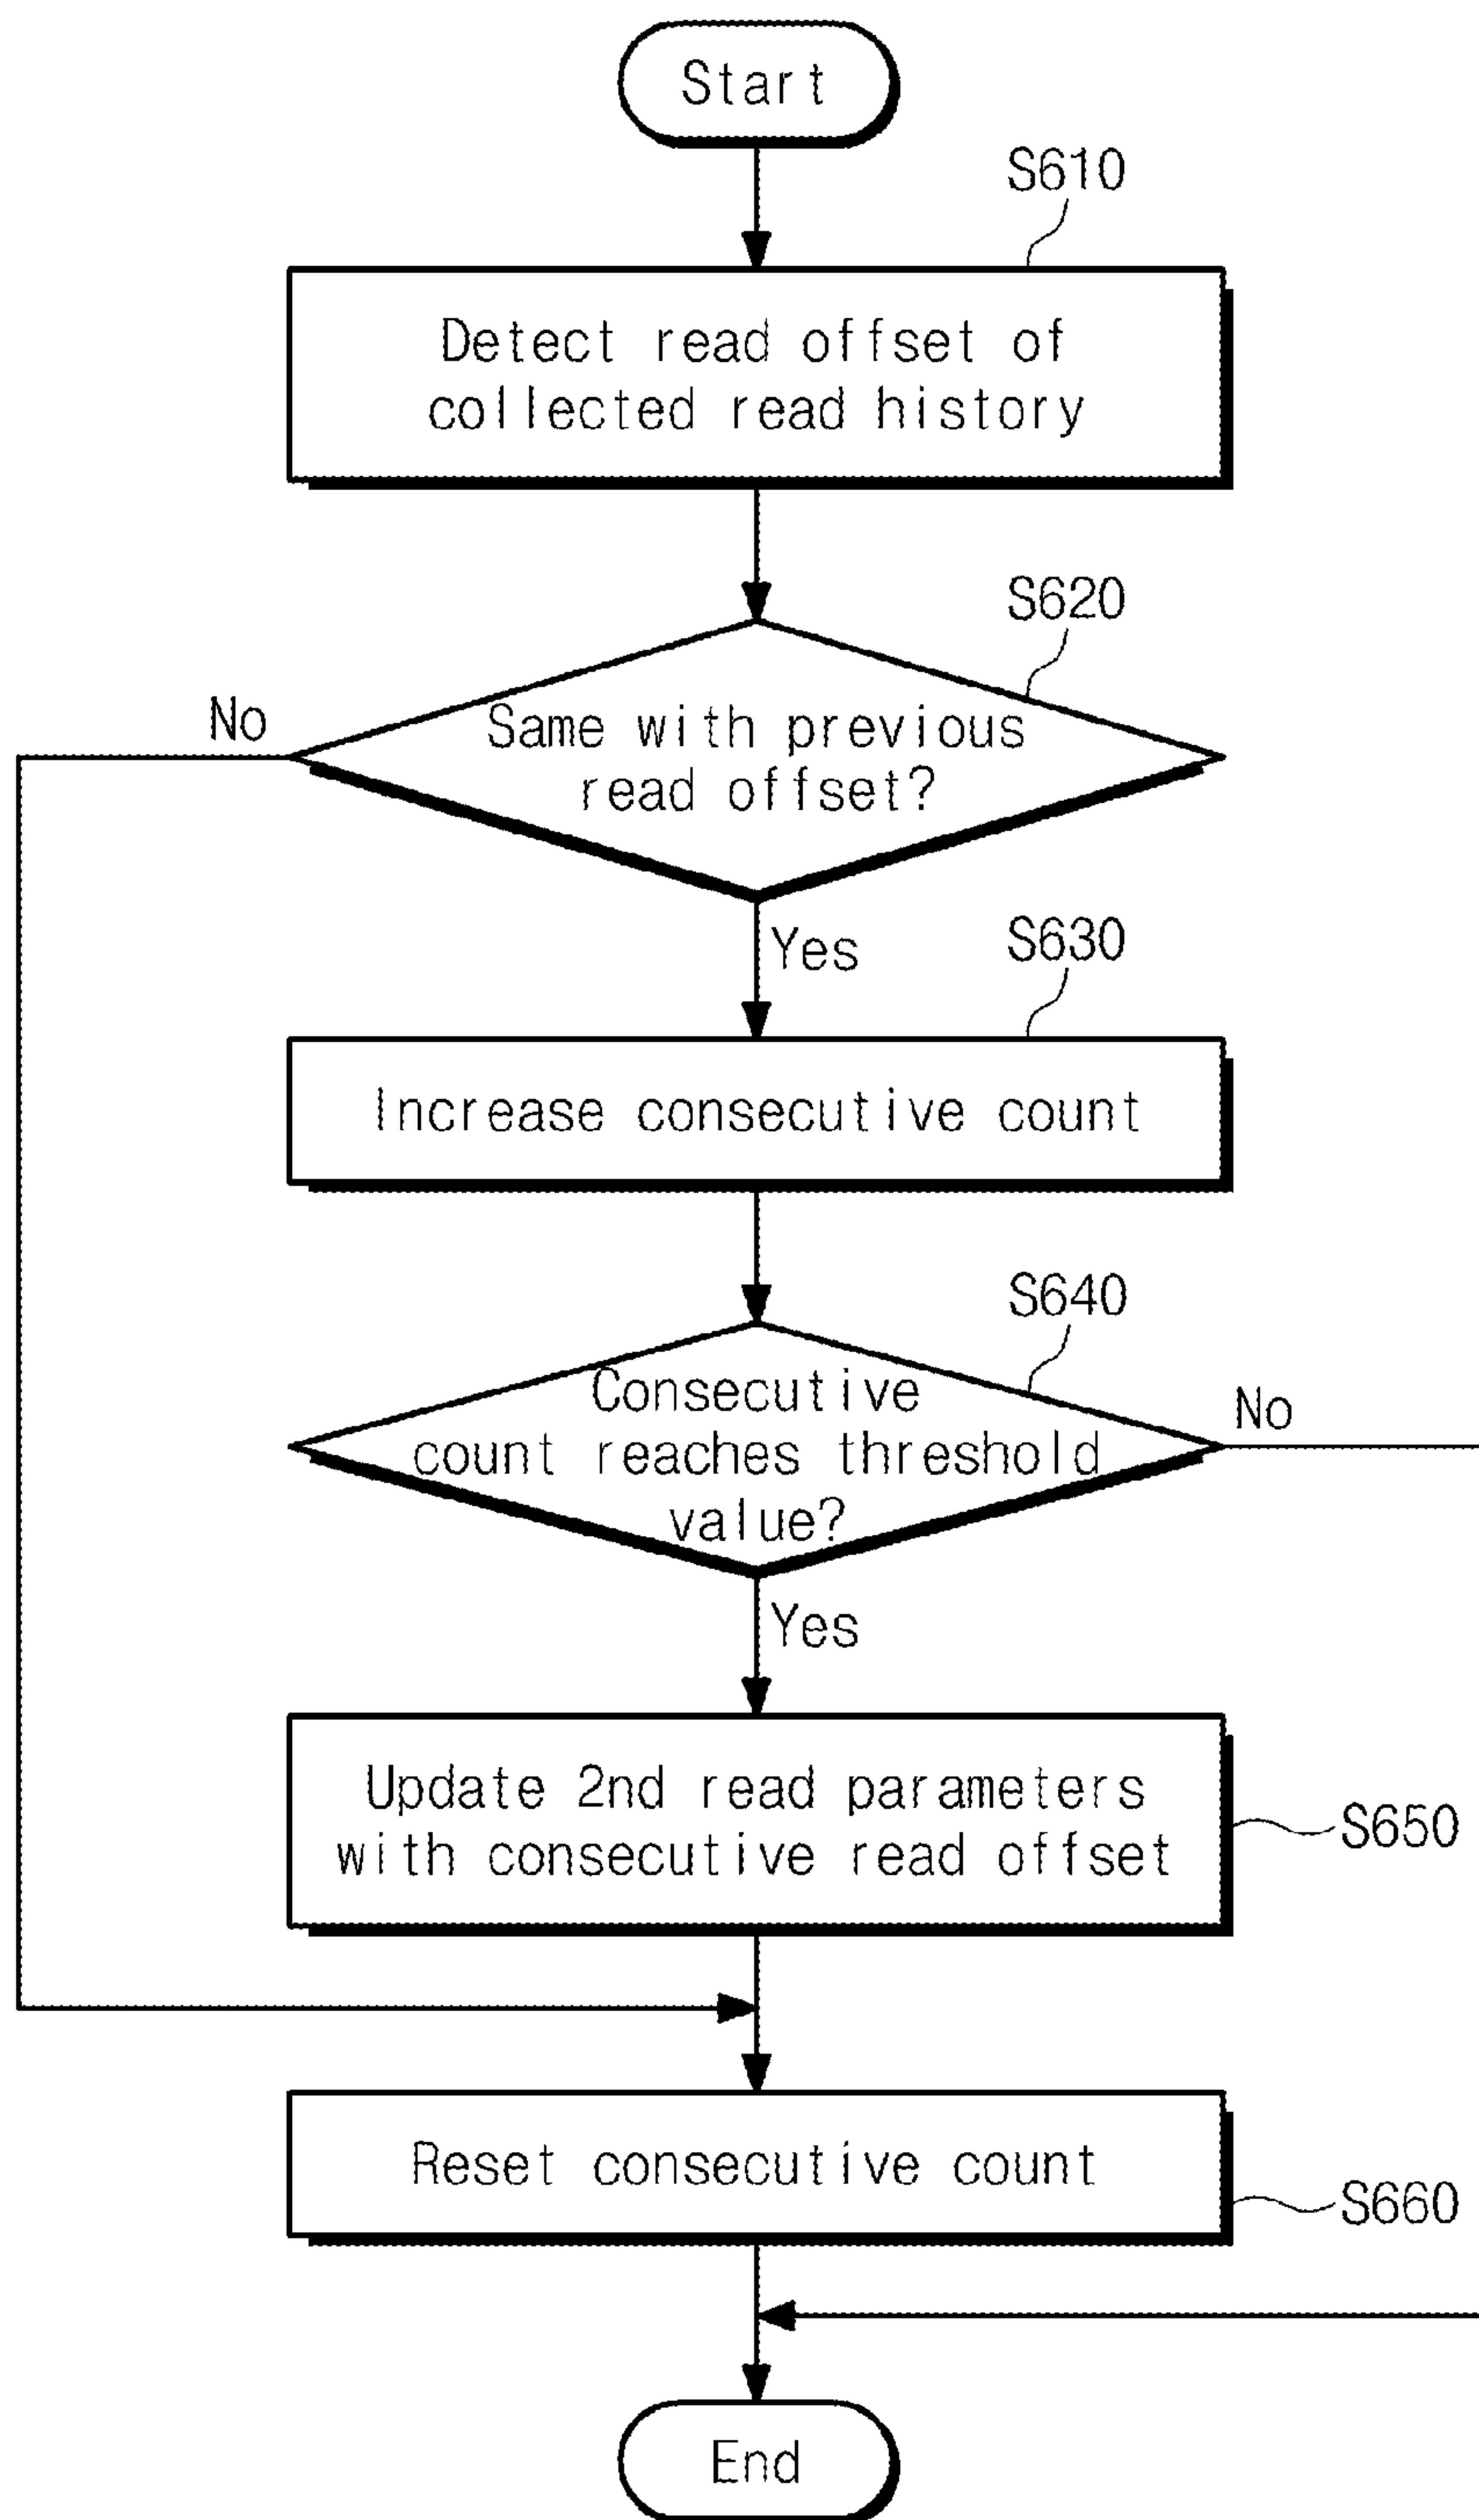 Start
S610
Detect read offset of
collected read history
S620
No
Same with previous
read offset?
Yes
S630
Increase consecutive count
S640
Consecutive
No
count reaches threshold
value?
Yes
Update 2nd read parameters
with consecutive read offset
S650
Reset consecutive count
S660
End